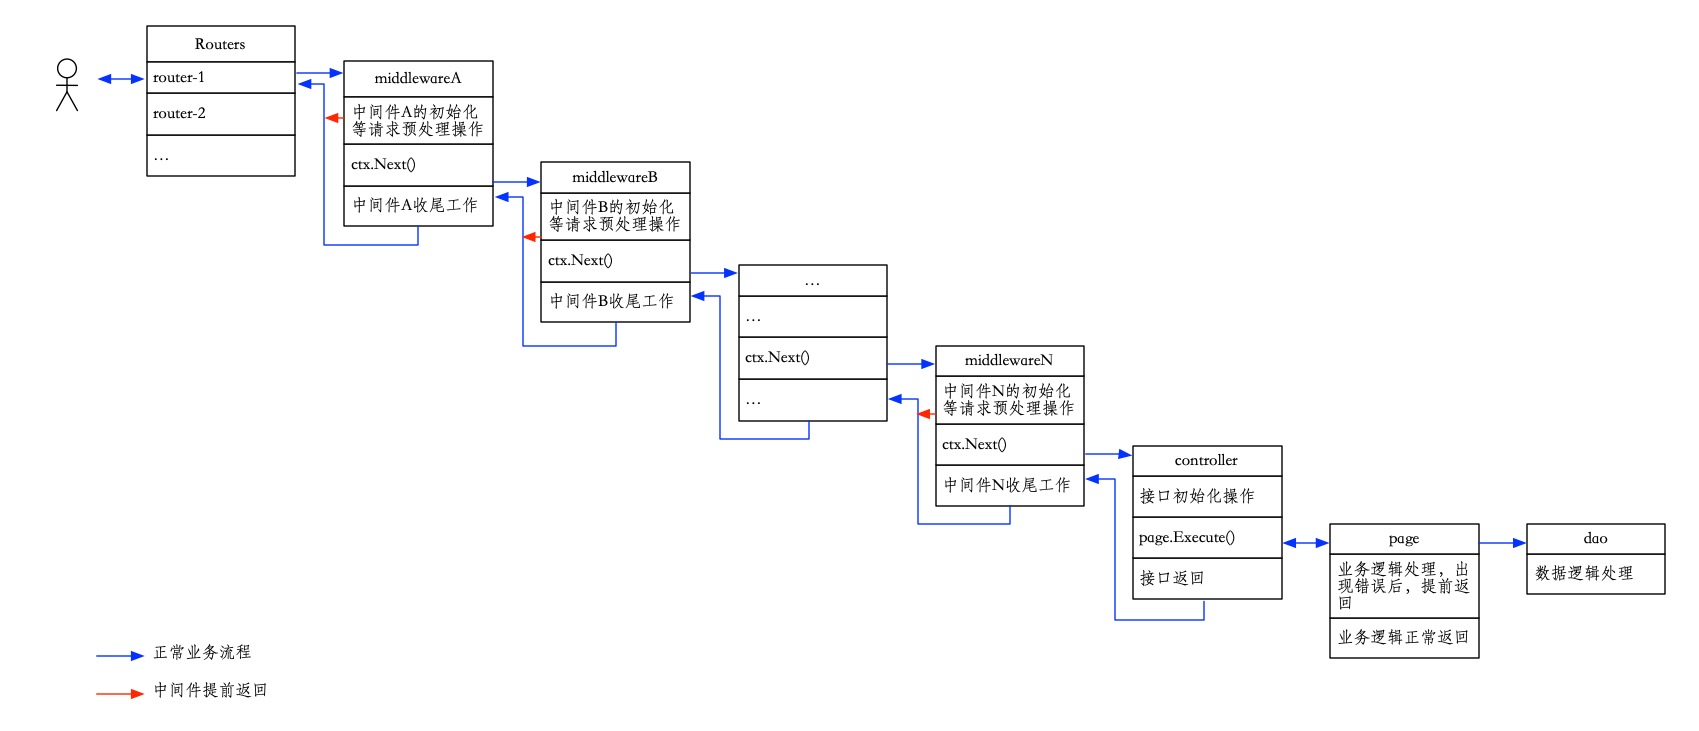 Routers
router-1
router-2
...
middlewareA
中间件A的初始化
等请求预处理操作
ctx.Next()
中间件A收尾工作
middlewareB
中间件B的初始化
等请求预处理操作
ctx.Next()
中间件B收尾工作
...
...
ctx.Next()
...
middlewareN
中间件N的初始化
等请求预处理操作
ctx.Next()
中间件N收尾工作
controller
接口初始化操作
page.Execute()
接口返回
page
业务逻辑处理，出
现错误后，提前返
回
业务逻辑正常返回
dao
数据逻辑处理
正常业务流程
中间件提前返回